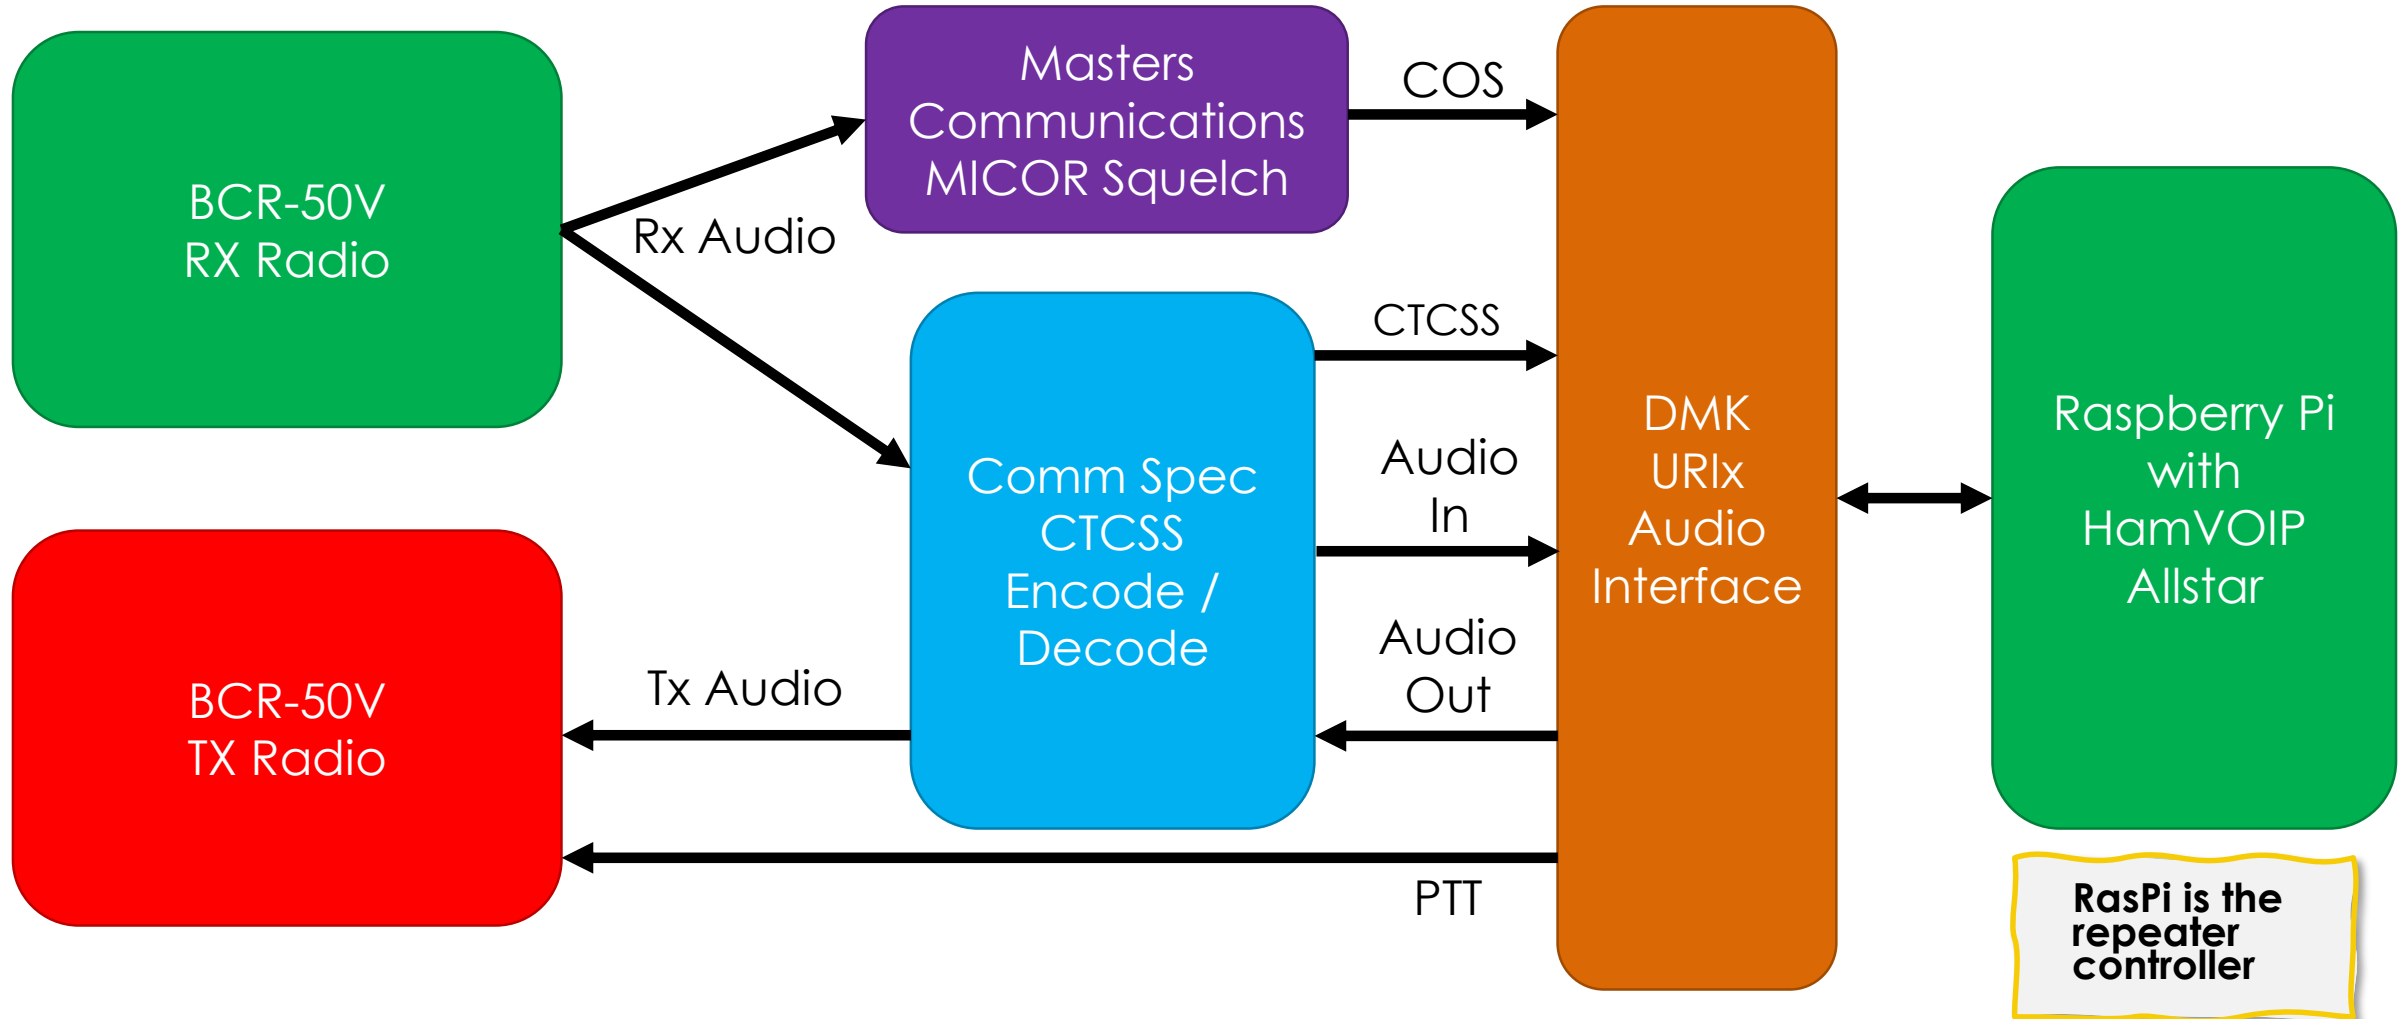 BCR-50V
RX Radio
Rx Audio
Masters
Communications
MICOR Squelch
COS
Comm Spec
CTCSS
Encode /
Decode
CTCSS
Audio
In
Audio
Out
Tx Audio
BCR-50V
TX Radio
PTT
DMK
URIx
Audio
Interface
Raspberry Pi
with
HamVOIP
Allstar
RasPi is the
repeater
controller